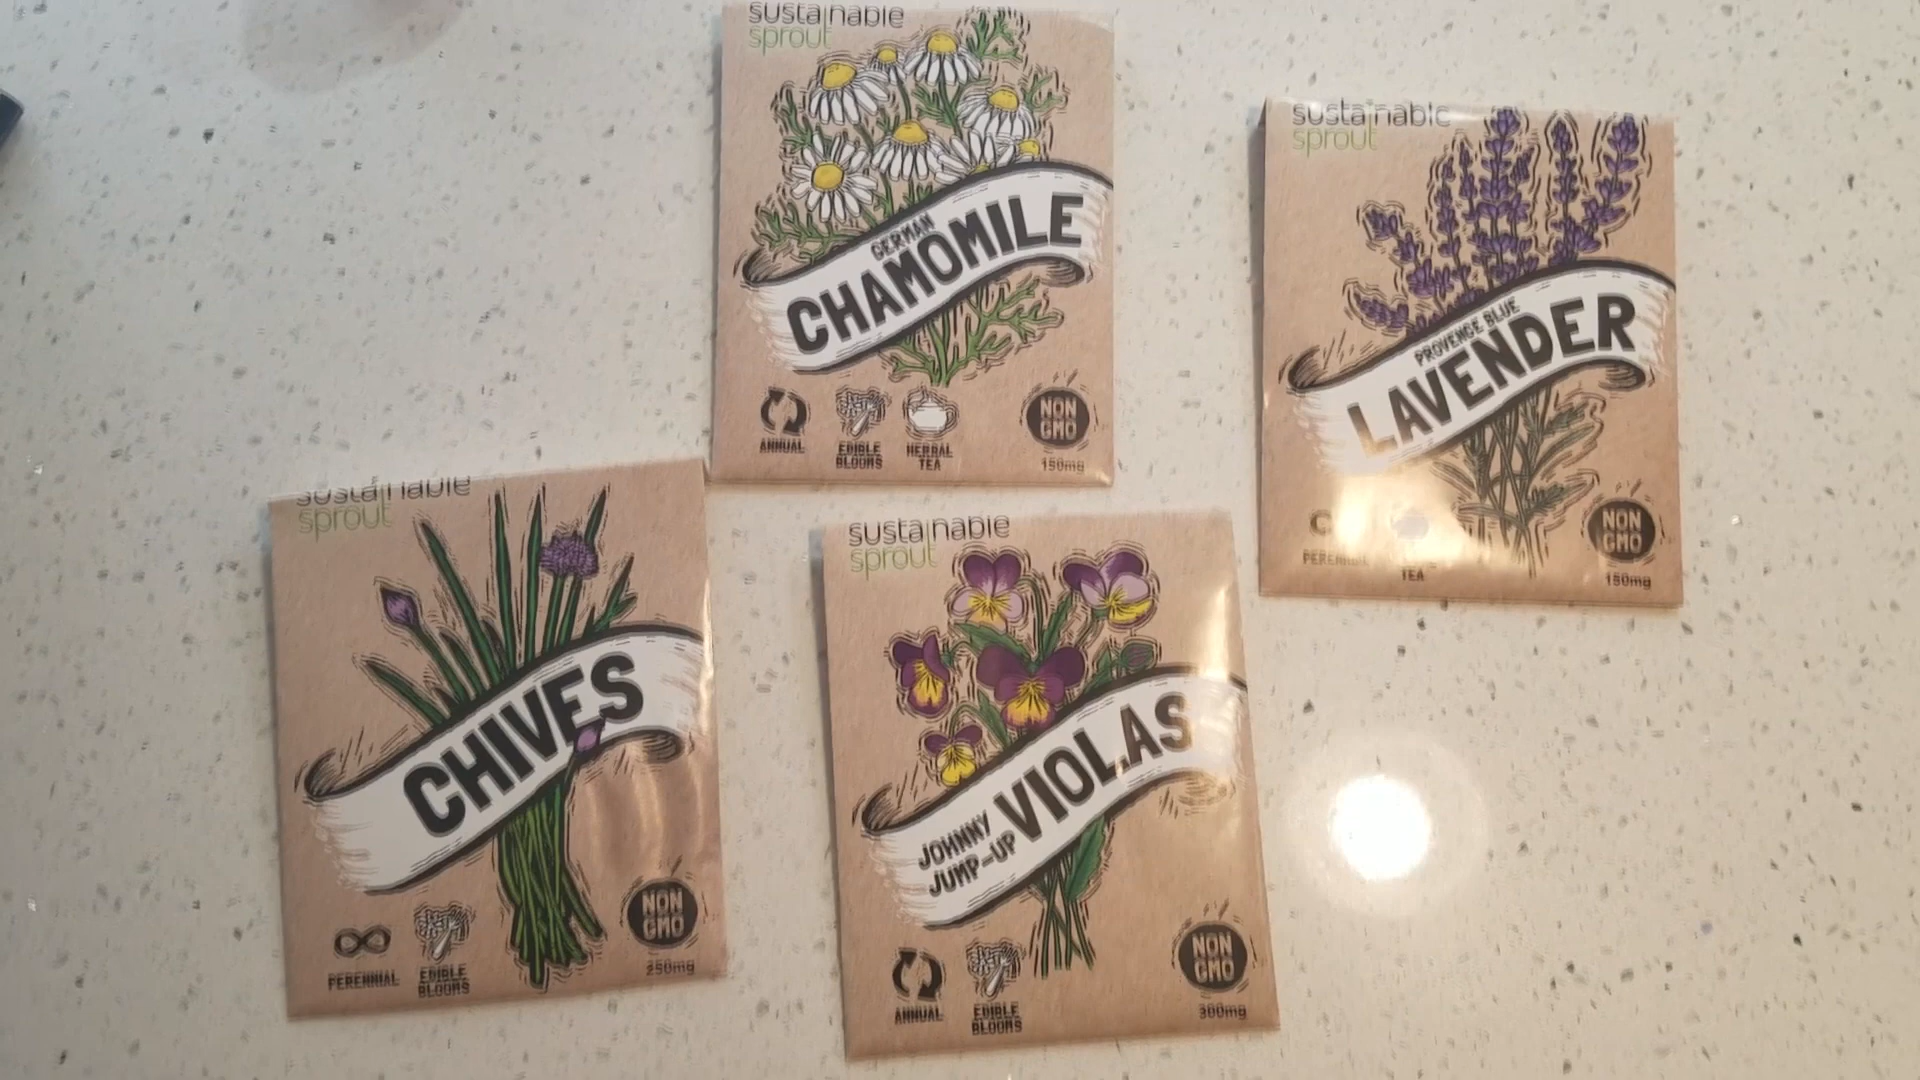 sustainable
sprout
GERMAN
CHAMOMILE
ANNUAL
EDIBLE
BLOOMS
HERBAL
TEA
NON
GMO
150mg
sustainable
sprout
PROVENCE BLUE
LAVENDER
PERENNIAL
TEA
NON
GMO
150mg
sustainable
sprout
CHIVES
PERENNIAL
EDIBLE
BLOOMS
NON
GMO
250mg
sustainable
sprout
JOHNNY
JUMP-UP
VIOLAS
ANNUAL
EDIBLE
BLOOMS
NON
GMO
300mg